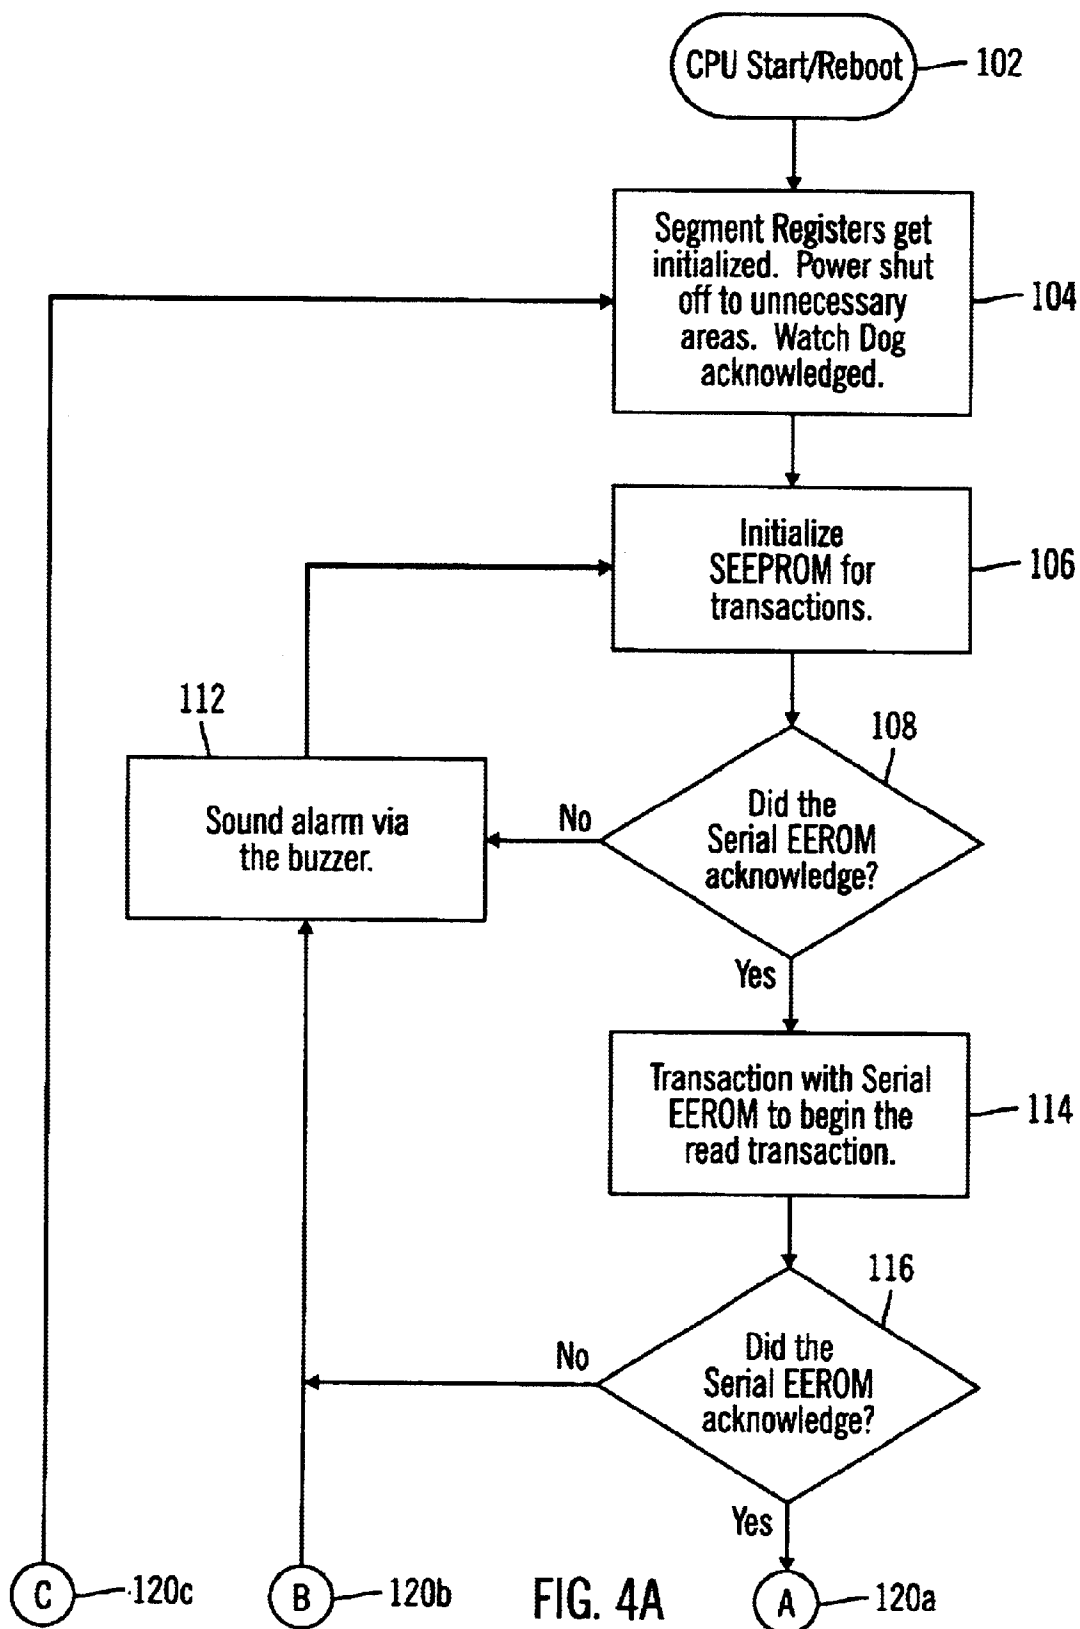 CPU Start/Reboot
102
Segment Registers get
initialized. Power shut
off to unnecessary
areas. Watch Dog
acknowledged.
104
Initialize
SEEPROM for
transactions.
106
112
Sound alarm via
the buzzer.
No
108
Did the
Serial EEROM
acknowledge?
Yes
Transaction with Serial
EEROM to begin the
read transaction.
114
116
No
Did the
Serial EEROM
acknowledge?
Yes
C
120c
B
120b
FIG. 4A
A
120a